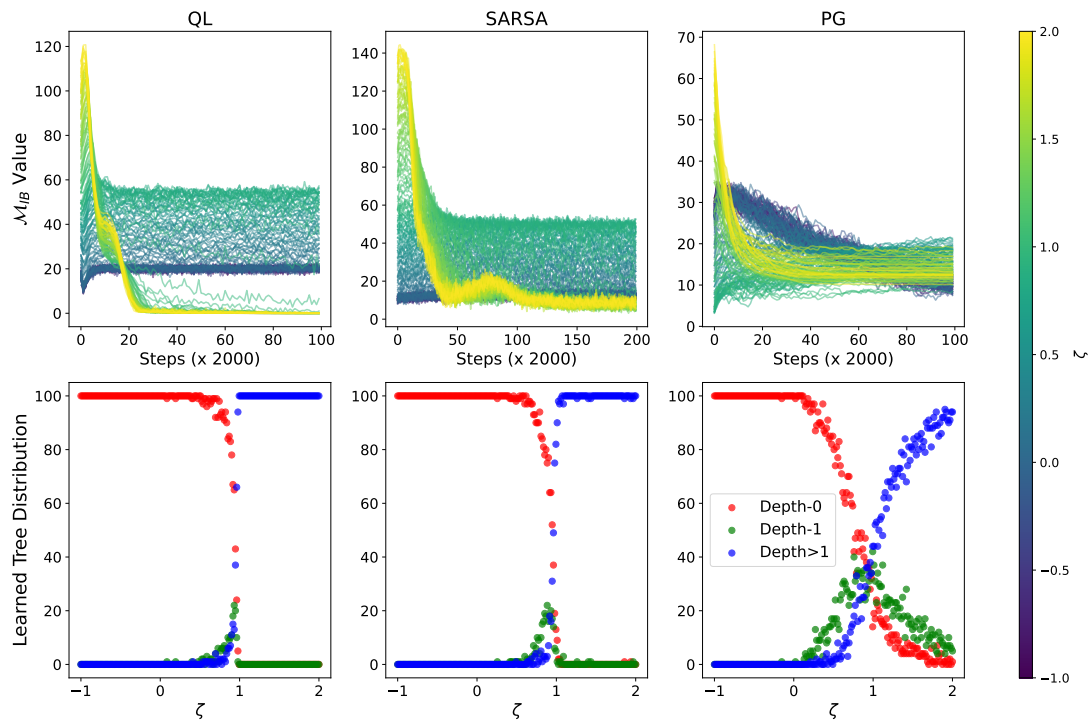 QL
SARSA
PG
120
100
80
60
40
20
0
140
120
100
80
60
40
20
0
70
60
50
40
30
20
10
0
2.0
1.5
1.0
0.5
0.0
−0.5
−1.0
ζ
ℳ_IB Value
0 20 40 60 80 100
0 50 100 150 200
0 20 40 60 80 100
Steps (x 2000)
Steps (x 2000)
Steps (x 2000)
Learned Tree Distribution
100
80
60
40
20
0
100
80
60
40
20
0
100
80
60
40
20
0
Depth-0
Depth-1
Depth>1
−1 0 1 2
−1 0 1 2
−1 0 1 2
ζ
ζ
ζ